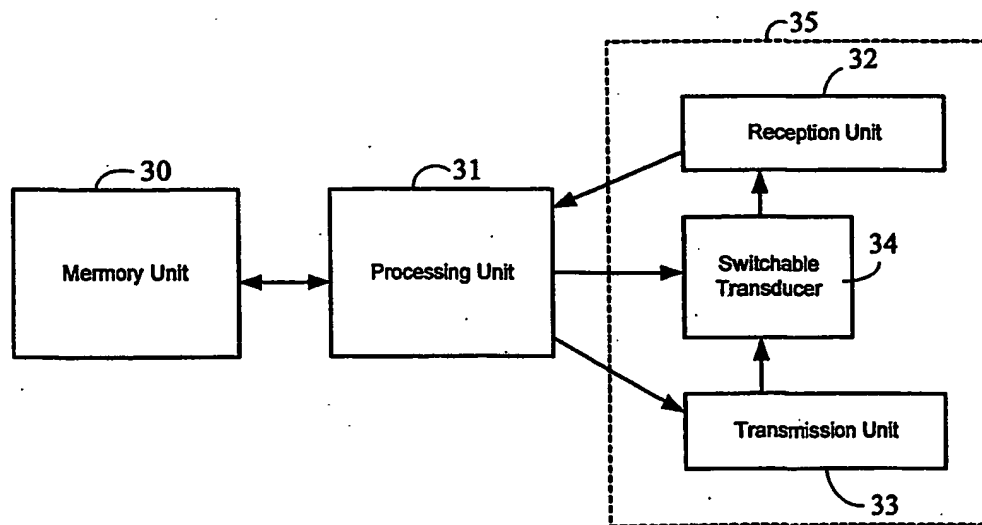 35
32
Reception Unit
30
31
Mermory Unit
Processing Unit
Switchable
Transducer
34
Transmission Unit
33